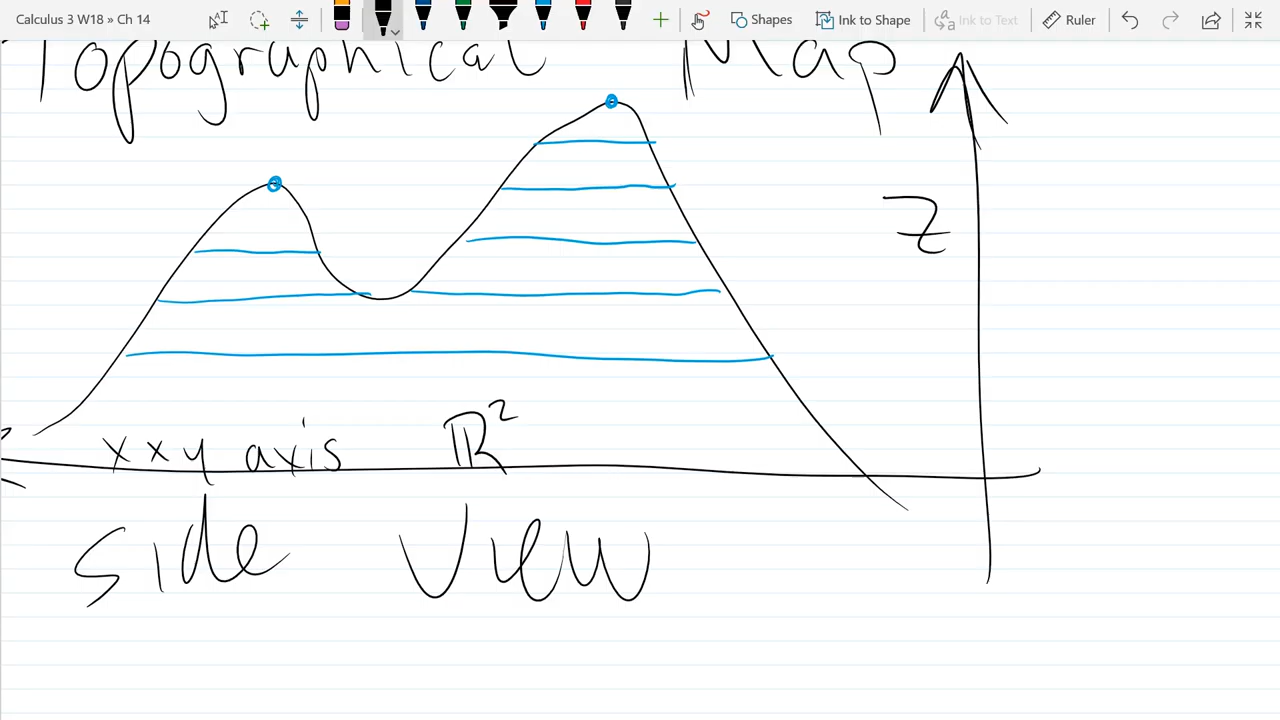 Calculus 3 W18 » Ch 14
Shapes
Ink to Shape
Ink to Text
Ruler
Topographical Map
z
x x y axis ℝ²
side view